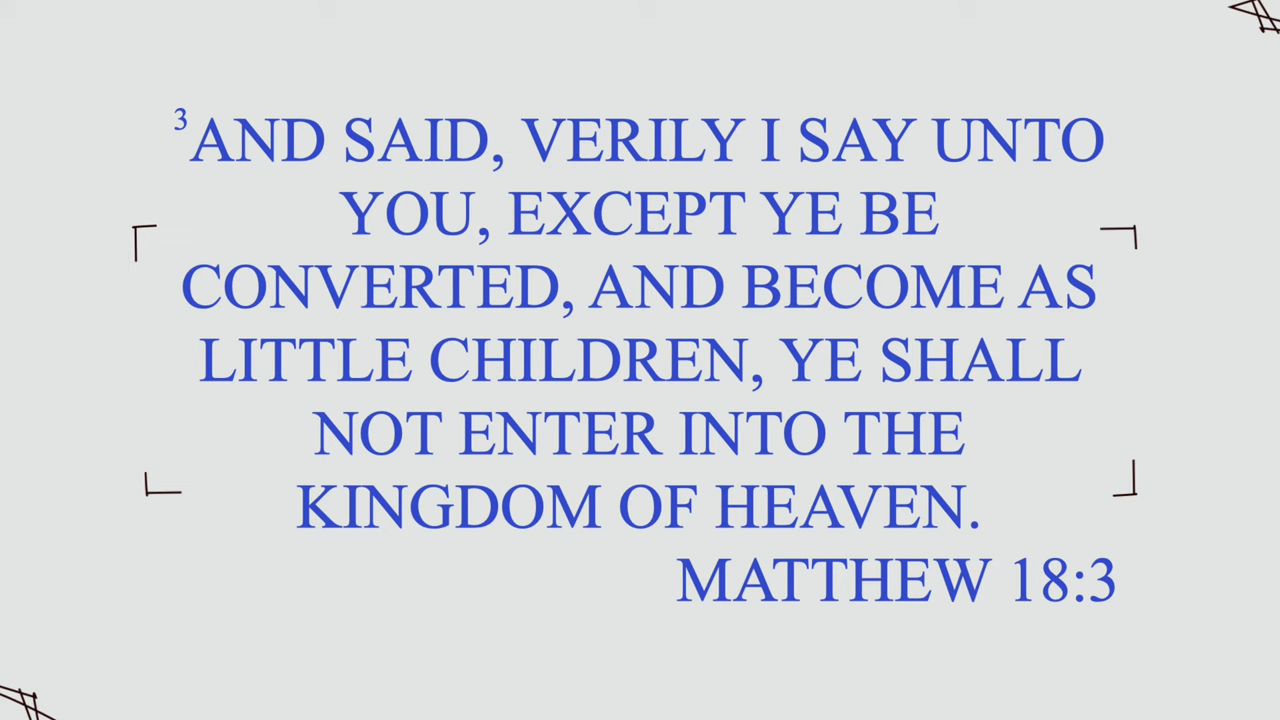 ³AND SAID, VERILY I SAY UNTO
YOU, EXCEPT YE BE
CONVERTED, AND BECOME AS
LITTLE CHILDREN, YE SHALL
NOT ENTER INTO THE
KINGDOM OF HEAVEN.
MATTHEW 18:3